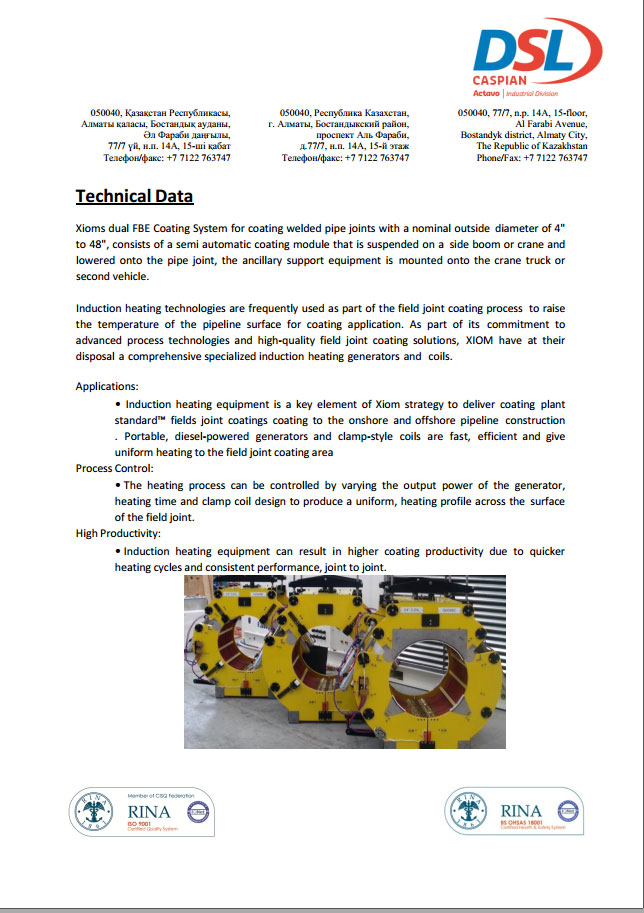 DSL
CASPIAN
Actavo | Industrial Division
050040, Қазақстан Республикасы,
Алматы қаласы, Бостандық ауданы,
Әл Фараби даңғылы,
77/7 үй, н.п. 14А, 15-ші қабат
Телефон/факс: +7 7122 763747
050040, Республика Казахстан,
г. Алматы, Бостандыкский район,
проспект Аль Фараби,
д.77/7, н.п. 14А, 15-й этаж
Телефон/факс: +7 7122 763747
050040, 77/7, n.p. 14A, 15-floor,
Al Farabi Avenue,
Bostandyk district, Almaty City,
The Republic of Kazakhstan
Phone/Fax: +7 7122 763747
Technical Data
Xioms dual FBE Coating System for coating welded pipe joints with a nominal outside diameter of 4"
to 48", consists of a semi automatic coating module that is suspended on a side boom or crane and
lowered onto the pipe joint, the ancillary support equipment is mounted onto the crane truck or
second vehicle.
Induction heating technologies are frequently used as part of the field joint coating process to raise
the temperature of the pipeline surface for coating application. As part of its commitment to
advanced process technologies and high-quality field joint coating solutions, XIOM have at their
disposal a comprehensive specialized induction heating generators and coils.
Applications:
• Induction heating equipment is a key element of Xiom strategy to deliver coating plant
standard™ fields joint coatings coating to the onshore and offshore pipeline construction
. Portable, diesel-powered generators and clamp-style coils are fast, efficient and give
uniform heating to the field joint coating area
Process Control:
• The heating process can be controlled by varying the output power of the generator,
heating time and clamp coil design to produce a uniform, heating profile across the surface
of the field joint.
High Productivity:
• Induction heating equipment can result in higher coating productivity due to quicker
heating cycles and consistent performance, joint to joint.
RINA
1861
Member of CISQ Federation
RINA
ISO 9001
Certified Quality System
RINA
1861
RINA
BS OHSAS 18001
Certified Health & Safety System